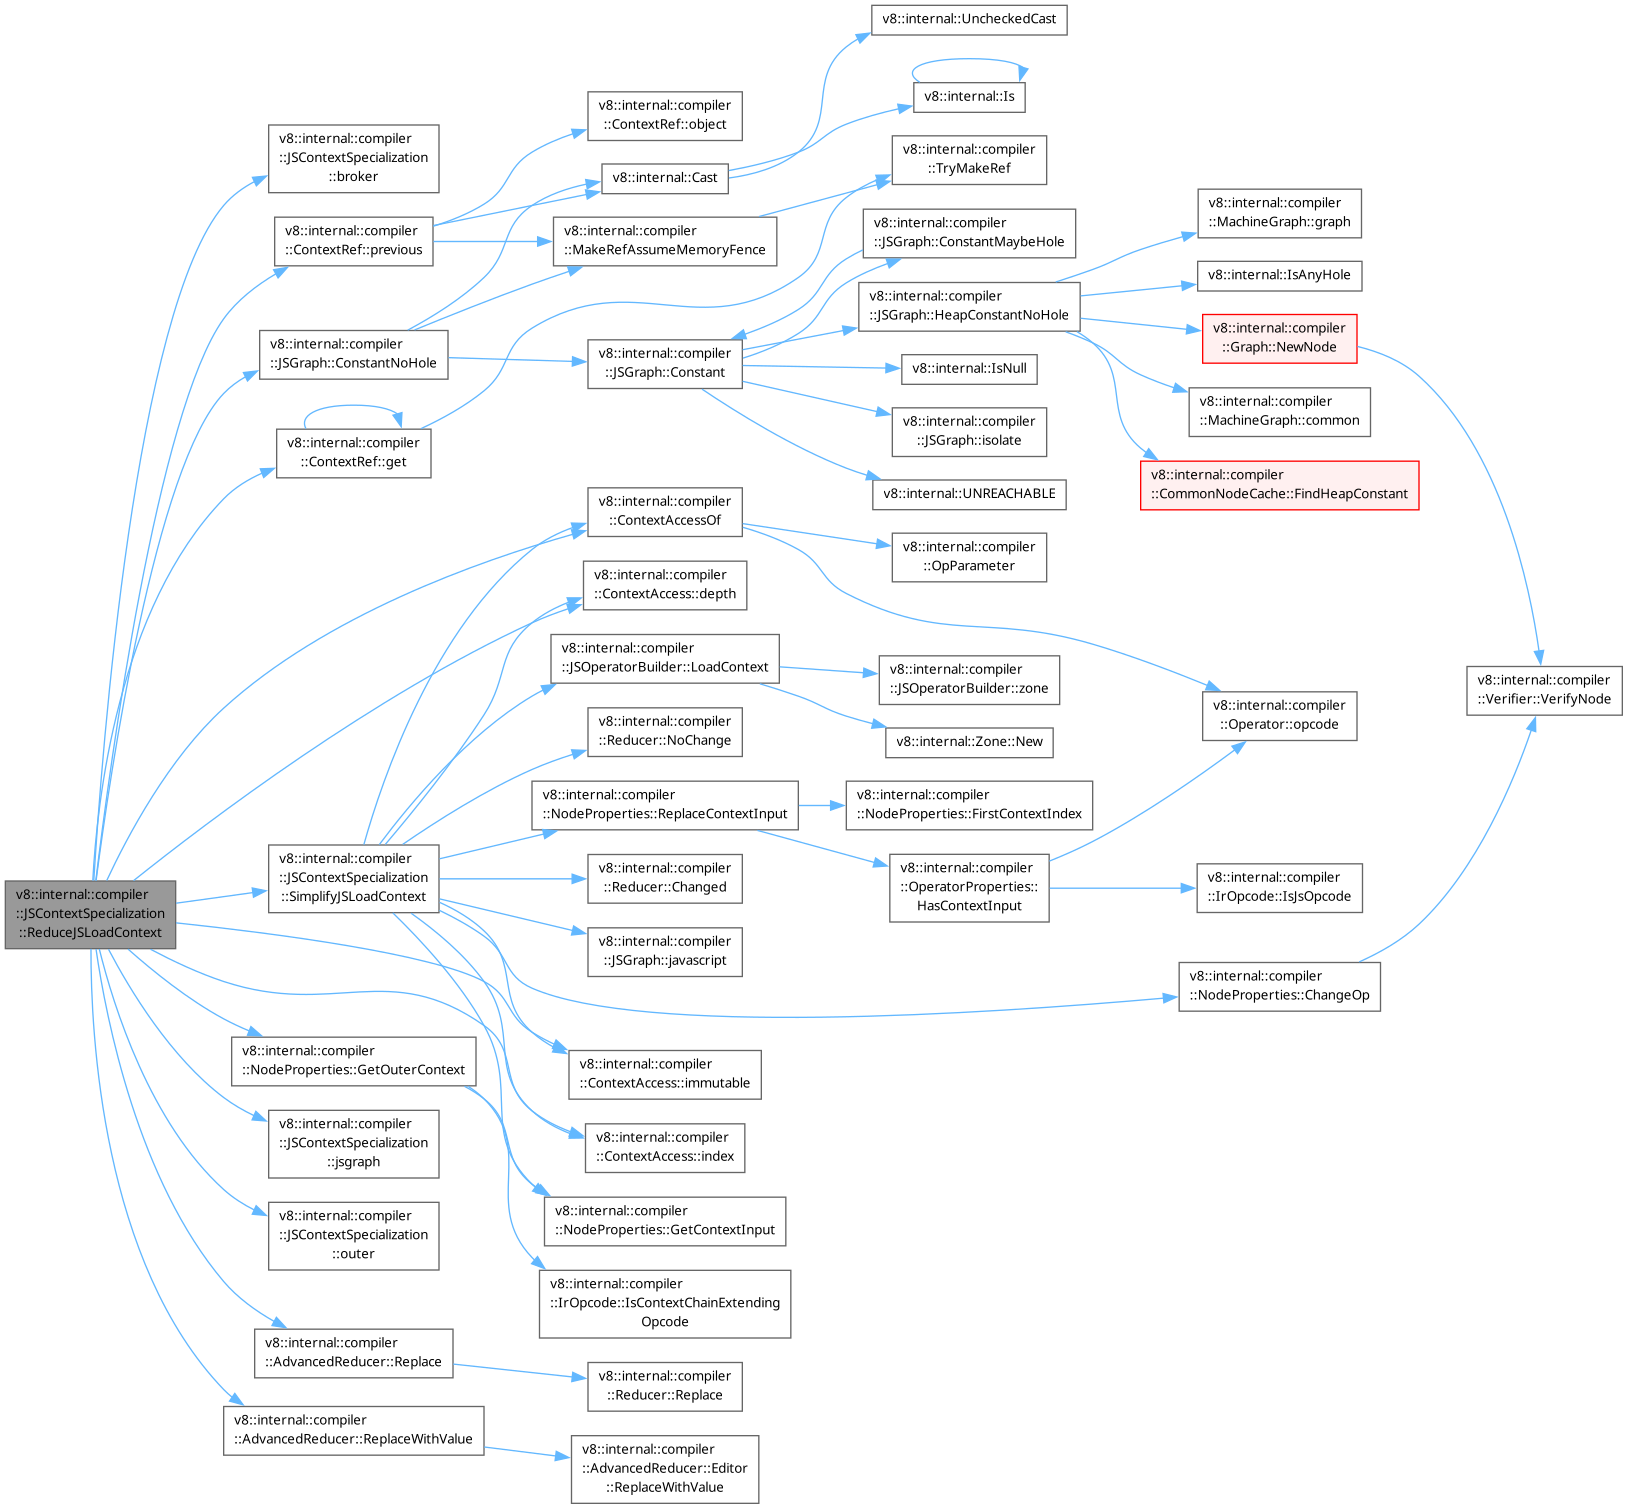 v8::internal::UncheckedCast
v8::internal::Is
v8::internal::compiler
::ContextRef::object
v8::internal::compiler
::JSContextSpecialization
::broker
v8::internal::compiler
::TryMakeRef
v8::internal::Cast
v8::internal::compiler
::MachineGraph::graph
v8::internal::compiler
::ContextRef::previous
v8::internal::compiler
::MakeRefAssumeMemoryFence
v8::internal::compiler
::JSGraph::ConstantMaybeHole
v8::internal::IsAnyHole
v8::internal::compiler
::JSGraph::HeapConstantNoHole
v8::internal::compiler
::Graph::NewNode
v8::internal::compiler
::JSGraph::ConstantNoHole
v8::internal::compiler
::JSGraph::Constant
v8::internal::IsNull
v8::internal::compiler
::MachineGraph::common
v8::internal::compiler
::JSGraph::isolate
v8::internal::compiler
::ContextRef::get
v8::internal::compiler
::CommonNodeCache::FindHeapConstant
v8::internal::UNREACHABLE
v8::internal::compiler
::ContextAccessOf
v8::internal::compiler
::OpParameter
v8::internal::compiler
::ContextAccess::depth
v8::internal::compiler
::JSOperatorBuilder::LoadContext
v8::internal::compiler
::JSOperatorBuilder::zone
v8::internal::compiler
::Verifier::VerifyNode
v8::internal::compiler
::Operator::opcode
v8::internal::compiler
::Reducer::NoChange
v8::internal::Zone::New
v8::internal::compiler
::NodeProperties::ReplaceContextInput
v8::internal::compiler
::NodeProperties::FirstContextIndex
v8::internal::compiler
::JSContextSpecialization
::SimplifyJSLoadContext
v8::internal::compiler
::Reducer::Changed
v8::internal::compiler
::OperatorProperties::
HasContextInput
v8::internal::compiler
::IrOpcode::IsJsOpcode
v8::internal::compiler
::JSContextSpecialization
::ReduceJSLoadContext
v8::internal::compiler
::JSGraph::javascript
v8::internal::compiler
::NodeProperties::ChangeOp
v8::internal::compiler
::NodeProperties::GetOuterContext
v8::internal::compiler
::ContextAccess::immutable
v8::internal::compiler
::JSContextSpecialization
::jsgraph
v8::internal::compiler
::ContextAccess::index
v8::internal::compiler
::JSContextSpecialization
::outer
v8::internal::compiler
::NodeProperties::GetContextInput
v8::internal::compiler
::IrOpcode::IsContextChainExtending
Opcode
v8::internal::compiler
::AdvancedReducer::Replace
v8::internal::compiler
::Reducer::Replace
v8::internal::compiler
::AdvancedReducer::ReplaceWithValue
v8::internal::compiler
::AdvancedReducer::Editor
::ReplaceWithValue